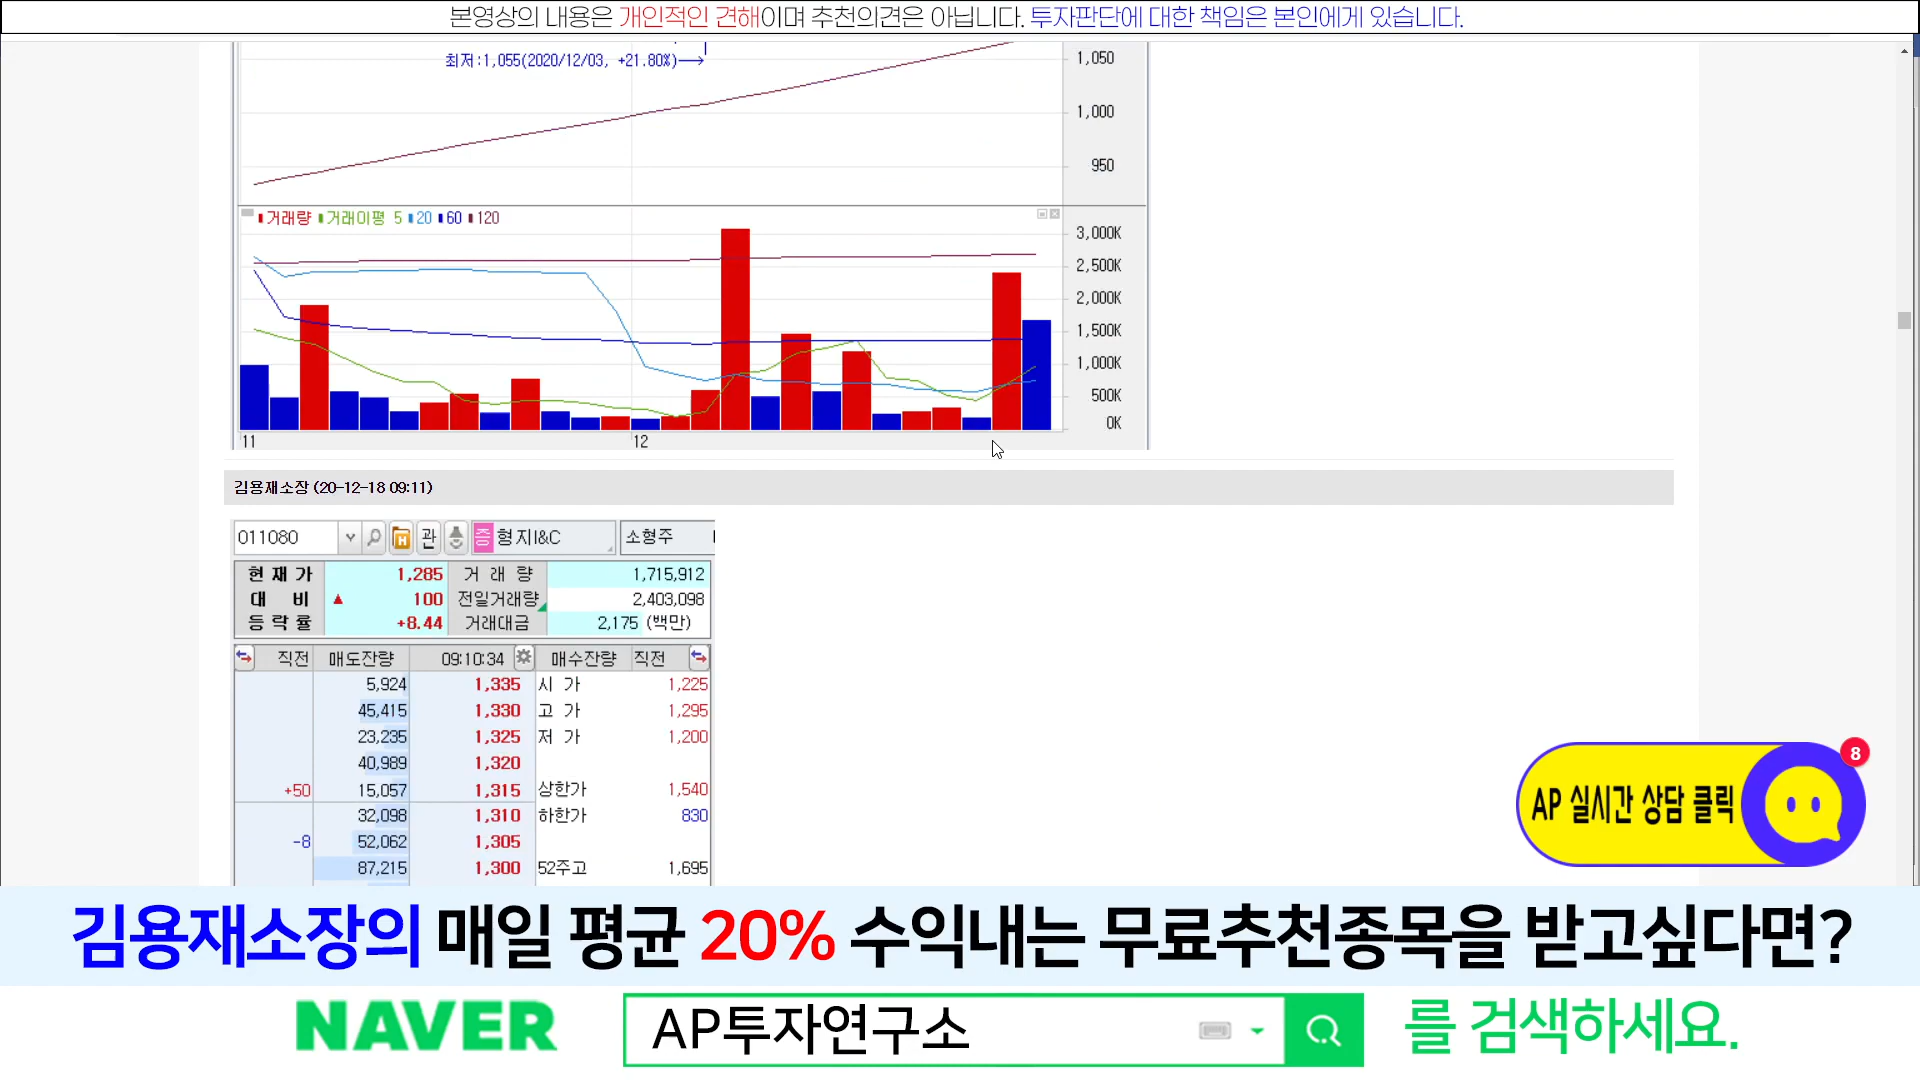 본영상의 내용은 개인적인 견해이며 추천의견은 아닙니다. 투자판단에 대한 책임은 본인에게 있습니다.
최저:1,055(2020/12/03, +21.80%)→
1,050
1,000
950
거래량 거래이평 5 20 60 120
3,000K
2,500K
2,000K
1,500K
1,000K
500K
0K
11 12
김용재소장 (20-12-18 09:11)
011080 관 증 형지I&C 소형주
현재가 1,285 거래량 1,715,912
대비 ▲ 100 전일거래량 2,403,098
등락률 +8.44 거래대금 2,175 (백만)
직전 매도잔량 09:10:34 매수잔량 직전
5,924 1,335 시가 1,225
45,415 1,330 고가 1,295
23,235 1,325 저가 1,200
40,989 1,320
+50 15,057 1,315 상한가 1,540
32,098 1,310 하한가 830
-8 52,062 1,305
87,215 1,300 52주고 1,695
AP 실시간 상담 클릭
8
김용재소장의 매일 평균 20% 수익내는 무료추천종목을 받고싶다면?
NAVER AP투자연구소 를 검색하세요.